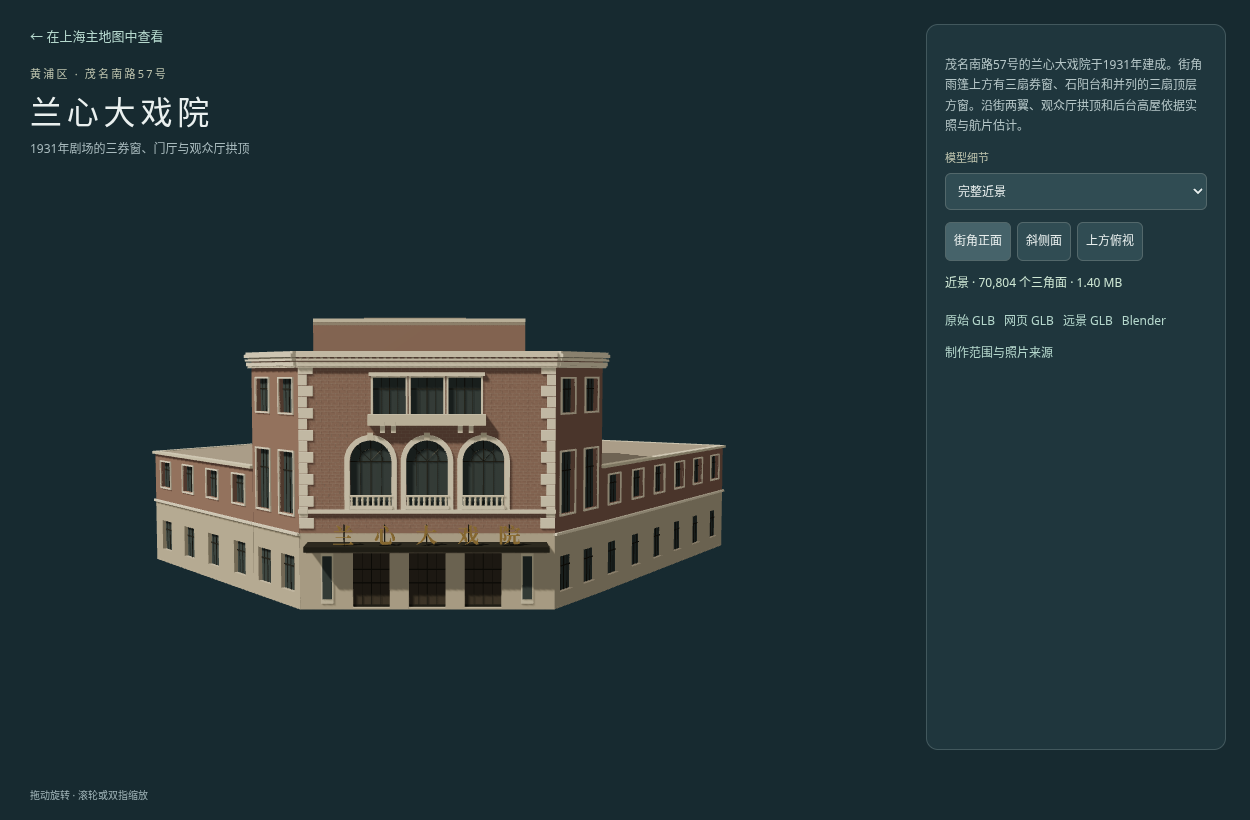 ← 在上海主地图中查看
黄浦区 · 茂名南路57号
兰心大戏院
1931年剧场的三券窗、门厅与观众厅拱顶
茂名南路57号的兰心大戏院于1931年建成。街角
雨篷上方有三扇券窗、石阳台和并列的三扇顶层
方窗。沿街两翼、观众厅拱顶和后台高屋依据实
照与航片估计。
模型细节
完整近景
街角正面 斜侧面 上方俯视
近景 · 70,804 个三角面 · 1.40 MB
原始 GLB 网页 GLB 远景 GLB Blender
制作范围与照片来源
兰心大戏院
拖动旋转 · 滚轮或双指缩放